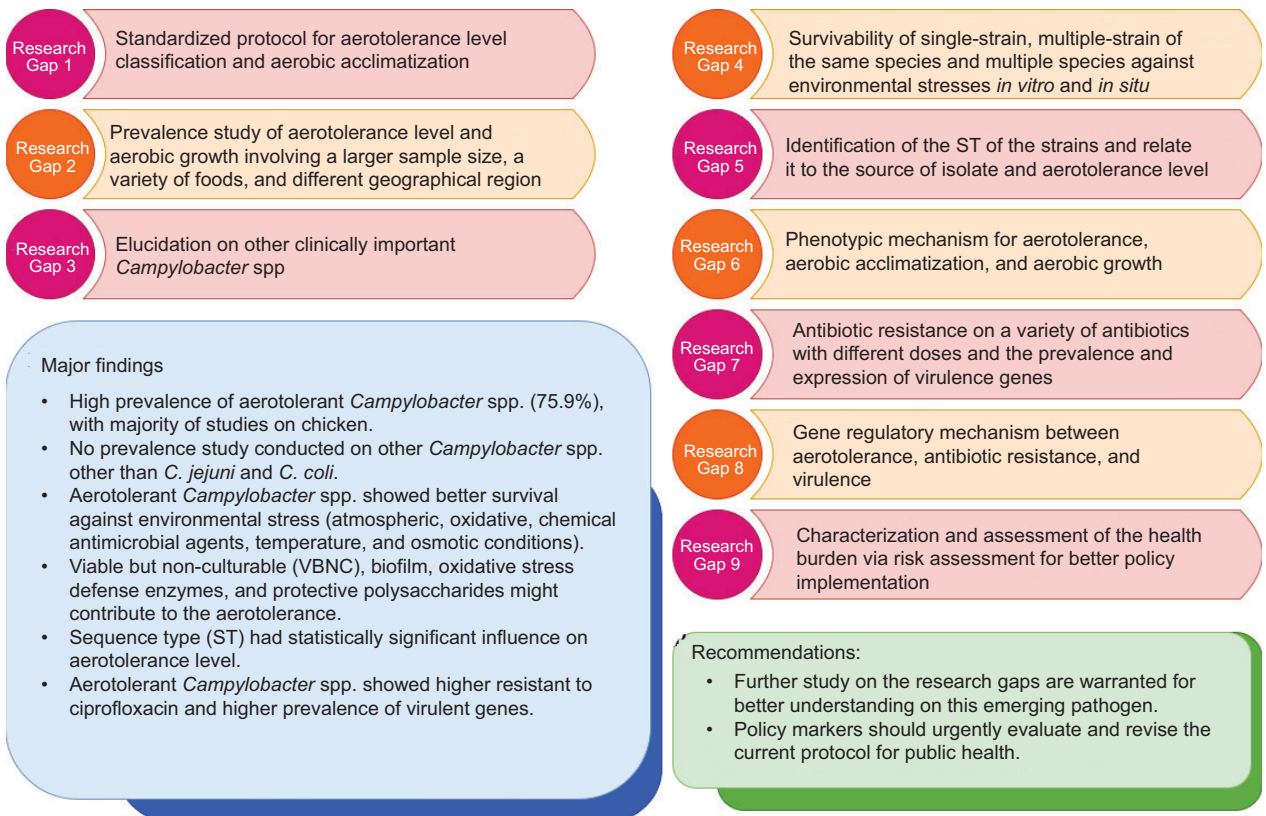 Research
Gap 1
Standardized protocol for aerotolerance level
classification and aerobic acclimatization
Research
Gap 2
Prevalence study of aerotolerance level and
aerobic growth involving a larger sample size, a
variety of foods, and different geographical region
Research
Gap 3
Elucidation on other clinically important
Campylobacter spp
Major findings
• High prevalence of aerotolerant Campylobacter spp. (75.9%),
with majority of studies on chicken.
• No prevalence study conducted on other Campylobacter spp.
other than C. jejuni and C. coli.
• Aerotolerant Campylobacter spp. showed better survival
against environmental stress (atmospheric, oxidative, chemical
antimicrobial agents, temperature, and osmotic conditions).
• Viable but non-culturable (VBNC), biofilm, oxidative stress
defense enzymes, and protective polysaccharides might
contribute to the aerotolerance.
• Sequence type (ST) had statistically significant influence on
aerotolerance level.
• Aerotolerant Campylobacter spp. showed higher resistant to
ciprofloxacin and higher prevalence of virulent genes.
Research
Gap 4
Survivability of single-strain, multiple-strain of
the same species and multiple species against
environmental stresses in vitro and in situ
Research
Gap 5
Identification of the ST of the strains and relate
it to the source of isolate and aerotolerance level
Research
Gap 6
Phenotypic mechanism for aerotolerance,
aerobic acclimatization, and aerobic growth
Research
Gap 7
Antibiotic resistance on a variety of antibiotics
with different doses and the prevalence and
expression of virulence genes
Research
Gap 8
Gene regulatory mechanism between
aerotolerance, antibiotic resistance, and
virulence
Research
Gap 9
Characterization and assessment of the health
burden via risk assessment for better policy
implementation
Recommendations:
• Further study on the research gaps are warranted for
better understanding on this emerging pathogen.
• Policy markers should urgently evaluate and revise the
current protocol for public health.